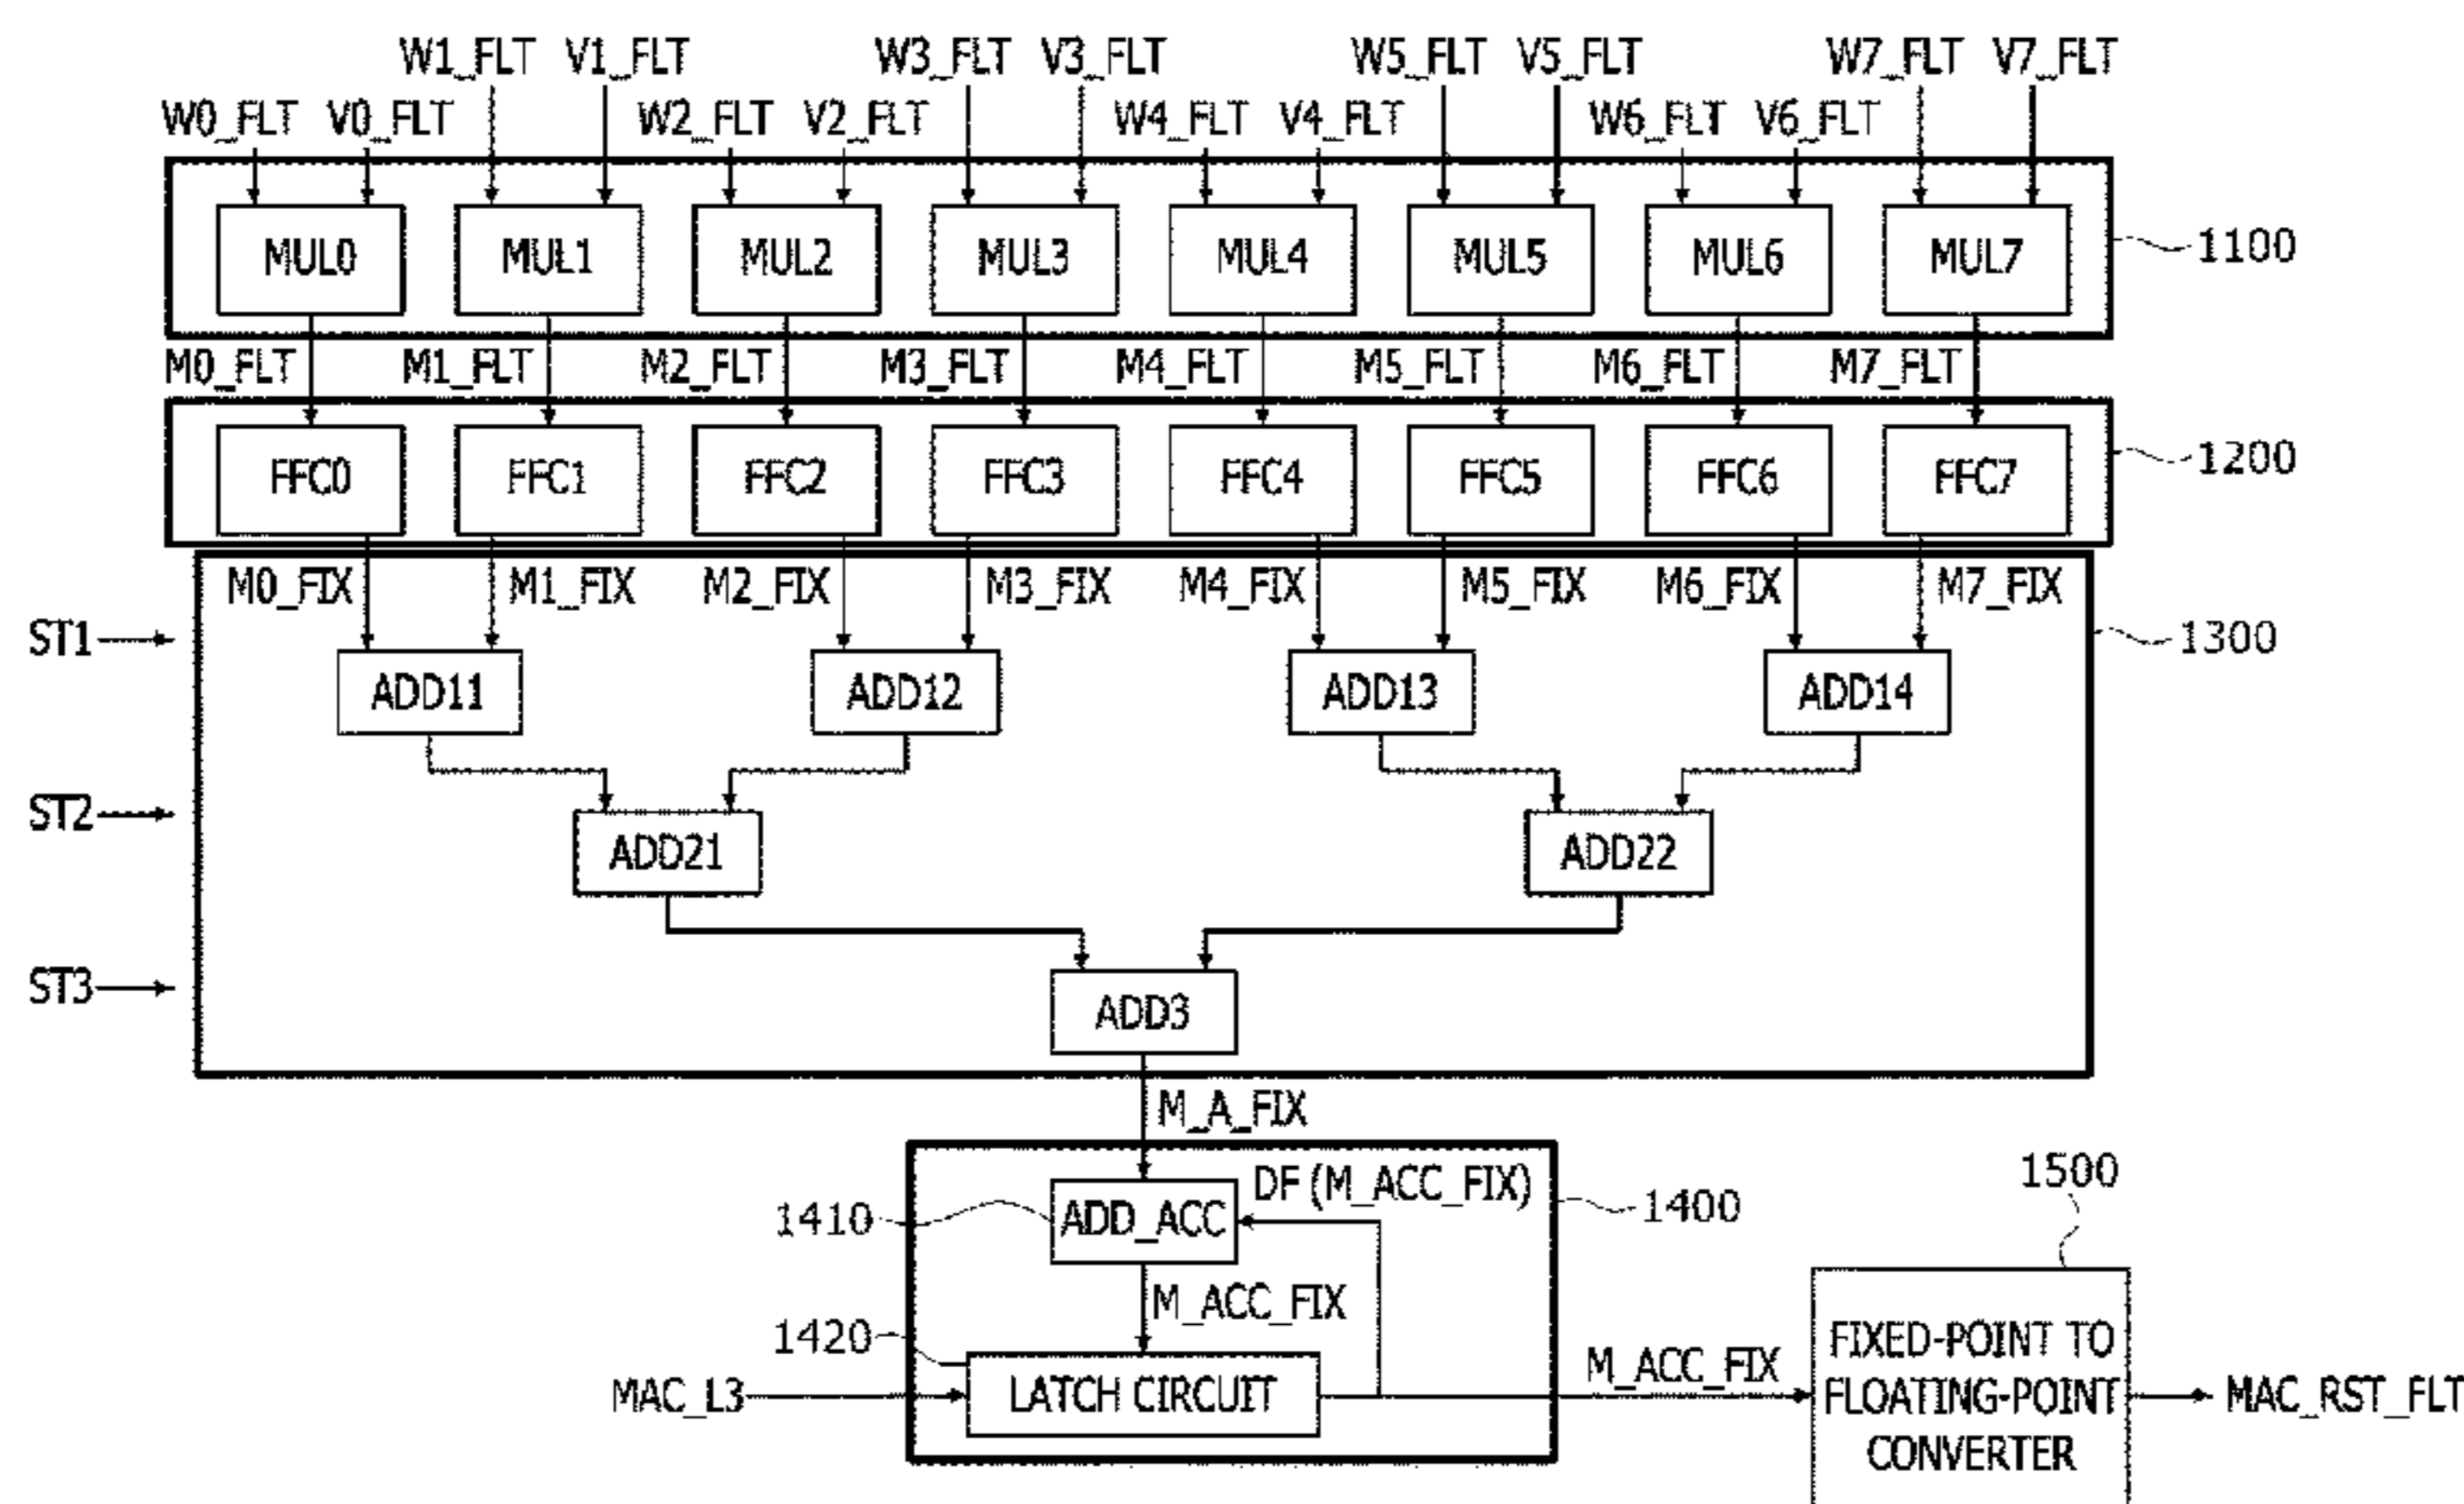 W1_FLT V1_FLT W3_FLT V3_FLT W5_FLT V5_FLT W7_FLT V7_FLT
W0_FLT V0_FLT W2_FLT V2_FLT W4_FLT V4_FLT W6_FLT V6_FLT
MUL0 MUL1 MUL2 MUL3 MUL4 MUL5 MUL6 MUL7 1100
M0_FLT M1_FLT M2_FLT M3_FLT M4_FLT M5_FLT M6_FLT M7_FLT
FFC0 FFC1 FFC2 FFC3 FFC4 FFC5 FFC6 FFC7 1200
M0_FIX M1_FIX M2_FIX M3_FIX M4_FIX M5_FIX M6_FIX M7_FIX
ST1 1300
ADD11 ADD12 ADD13 ADD14
ST2
ADD21 ADD22
ST3
ADD3
M_A_FIX
DF (M_ACC_FIX) 1500
1410 ADD_ACC 1400
M_ACC_FIX
1420
MAC_L3 LATCH CIRCUIT M_ACC_FIX
FIXED-POINT TO
FLOATING-POINT MAC_RST_FLT
CONVERTER